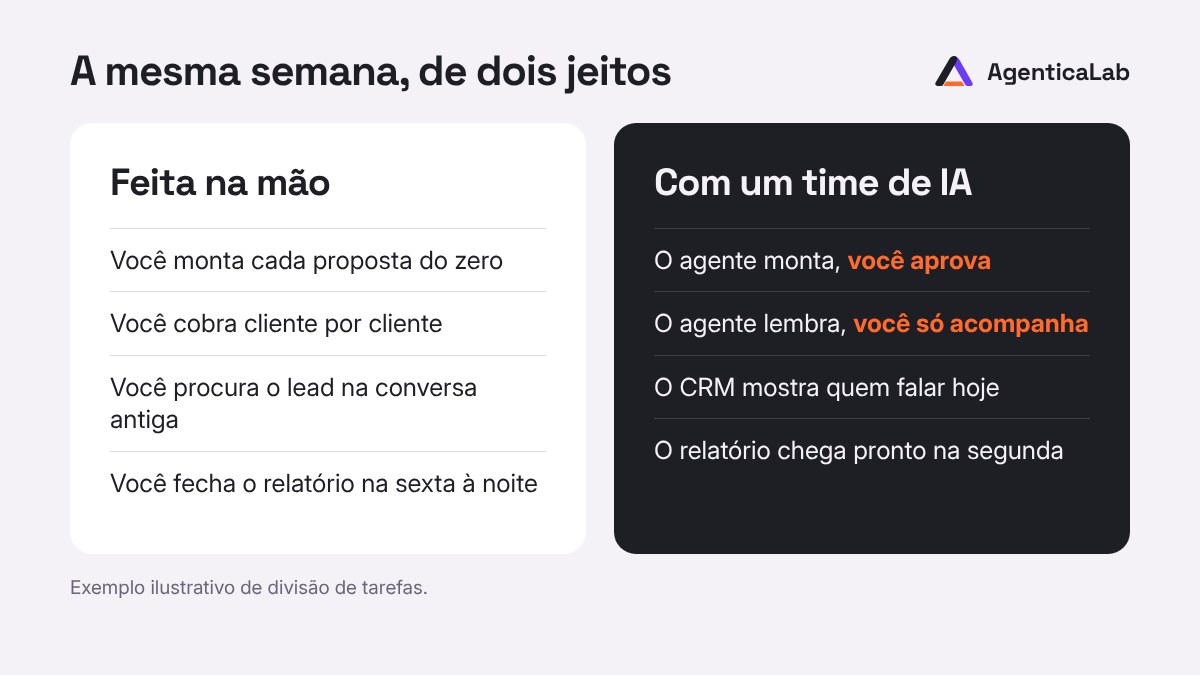 A mesma semana, de dois jeitos
AgenticaLab
Feita na mão
Você monta cada proposta do zero
Você cobra cliente por cliente
Você procura o lead na conversa
antiga
Você fecha o relatório na sexta à noite
Com um time de IA
O agente monta, você aprova
O agente lembra, você só acompanha
O CRM mostra quem falar hoje
O relatório chega pronto na segunda
Exemplo ilustrativo de divisão de tarefas.